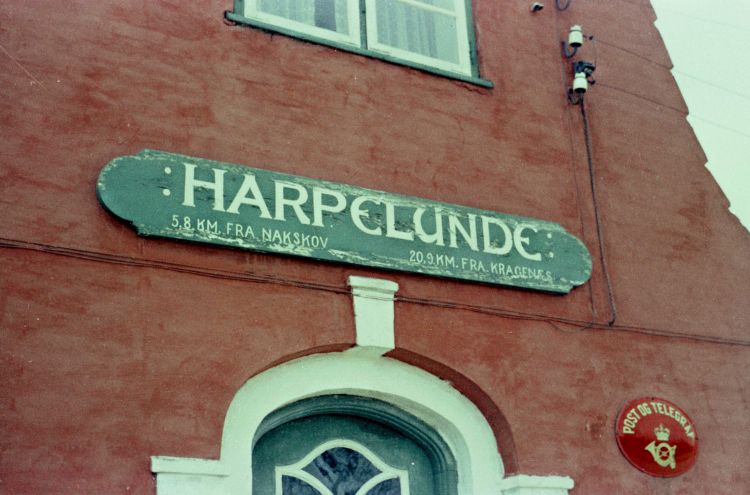 :HARPELUNDE:
5,8 KM. FRA NAKSKOV
20,9 KM. FRA KRAGENÆS
POST OG TELEGRAF